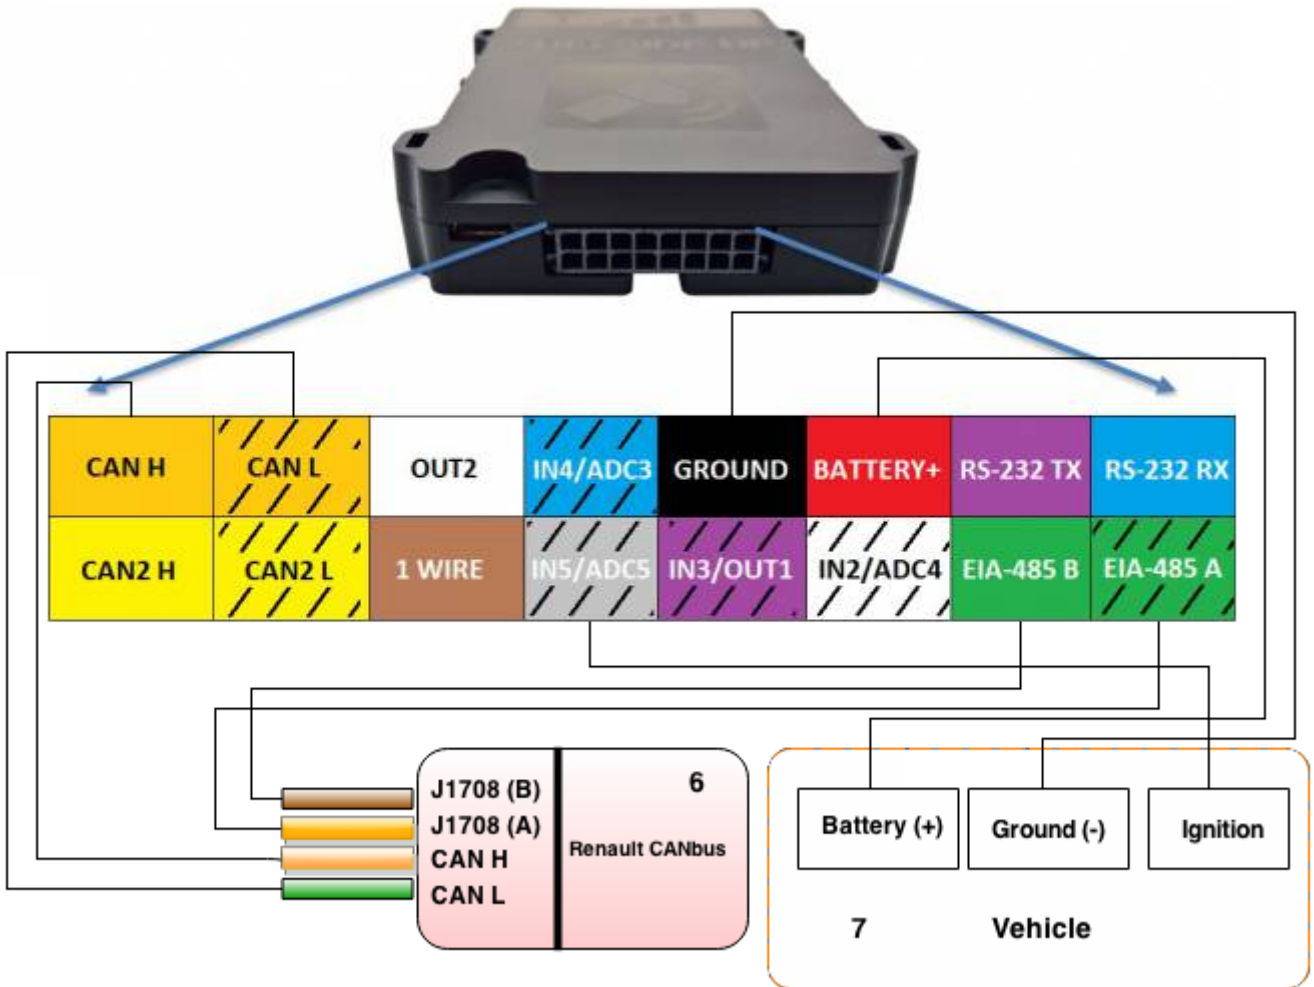 CAN H CAN L OUT2 IN4/ADC3 GROUND BATTERY+ RS-232 TX RS-232 RX
CAN2 H CAN2 L 1 WIRE IN5/ADC5 IN3/OUT1 IN2/ADC4 EIA-485 B EIA-485 A
J1708 (B)
J1708 (A)
CAN H
CAN L
6
Renault CANbus
Battery (+) Ground (-) Ignition
7 Vehicle